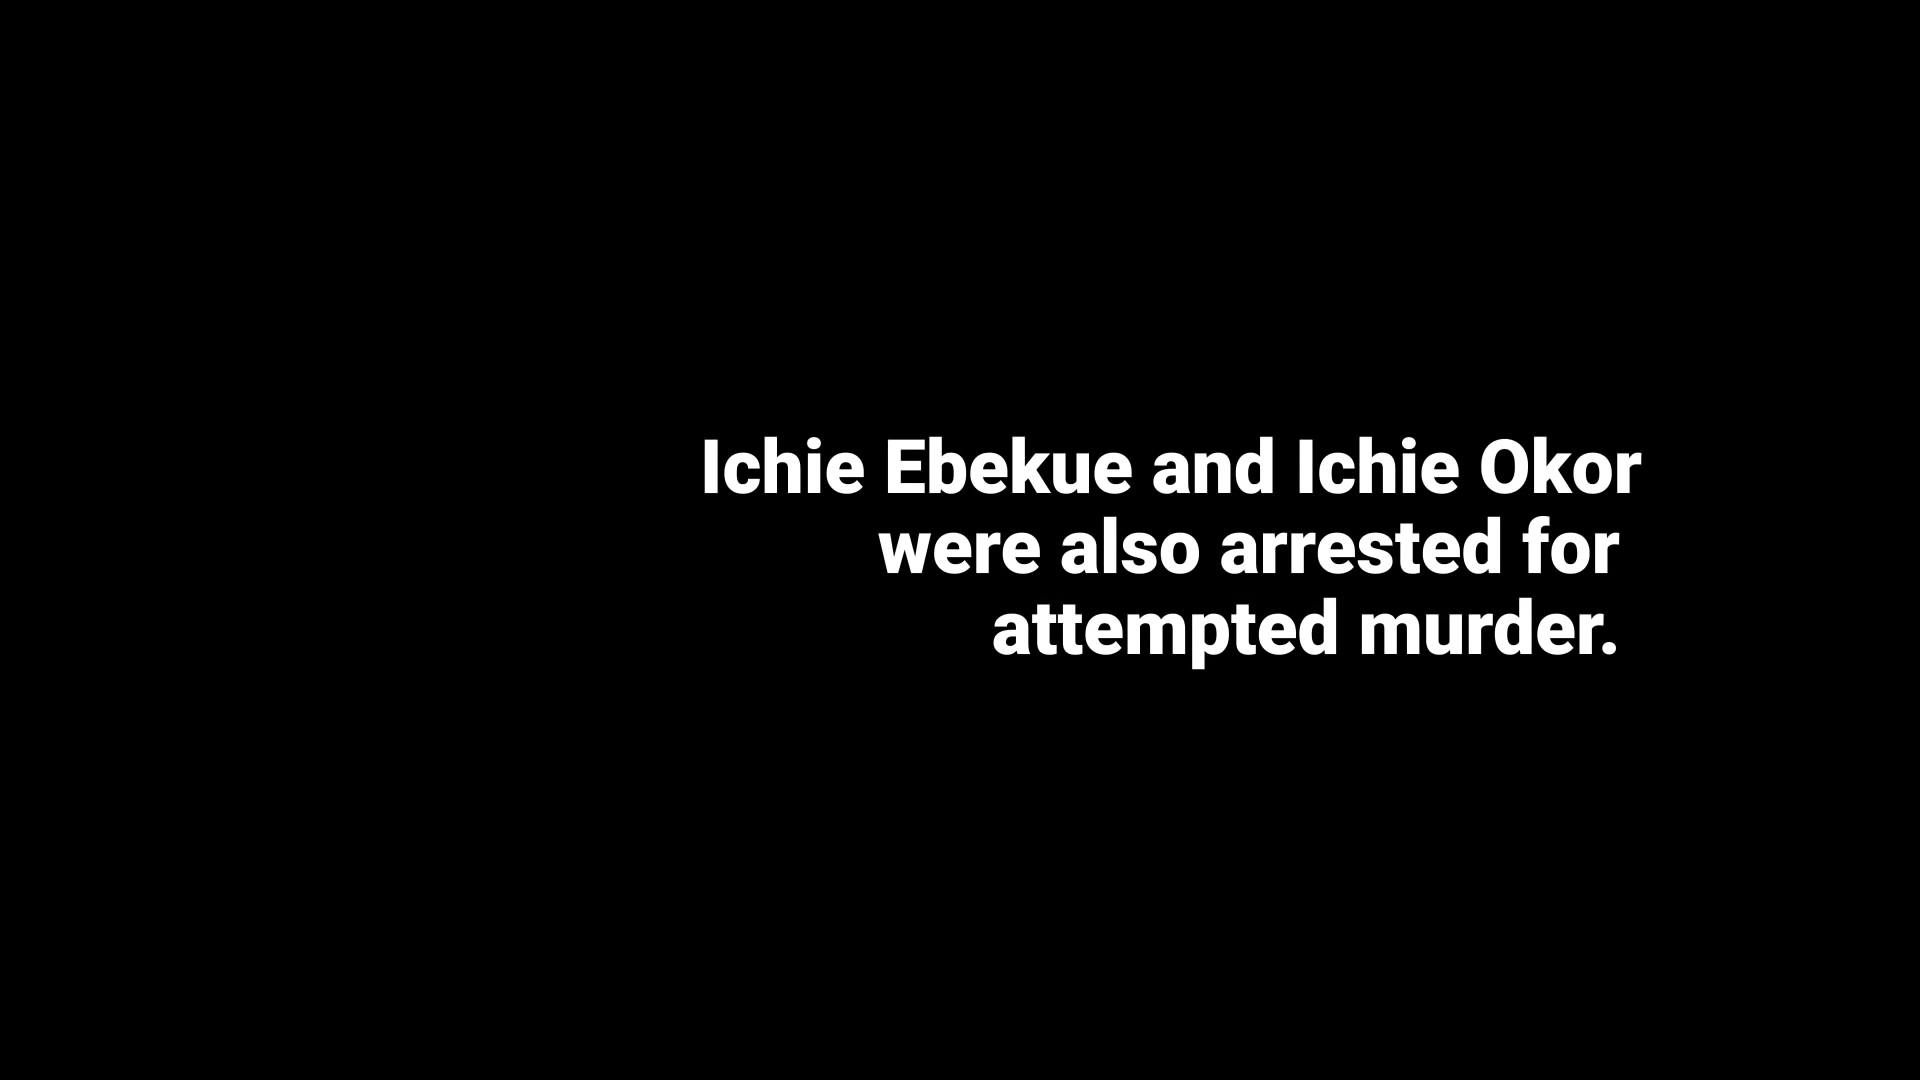 Ichie Ebekue and Ichie Okor
were also arrested for
attempted murder.